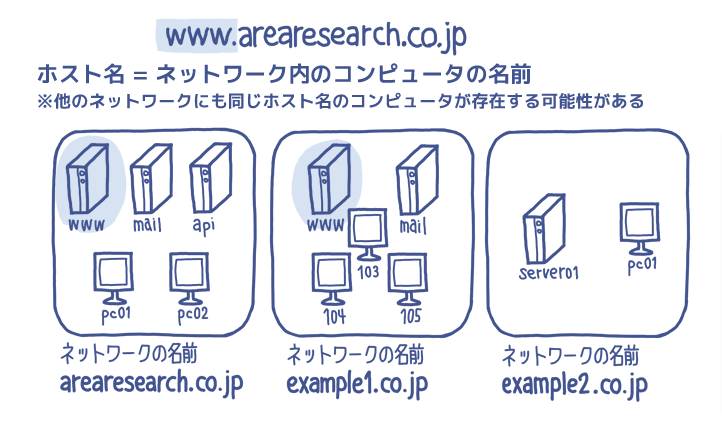 www.arearesearch.co.jp
ホスト名 = ネットワーク内のコンピュータの名前
※他のネットワークにも同じホスト名のコンピュータが存在する可能性がある
www mail api
pc01 pc02
ネットワークの名前
arearesearch.co.jp
www mail
103
104 105
ネットワークの名前
example1.co.jp
server01 pc01
ネットワークの名前
example2.co.jp